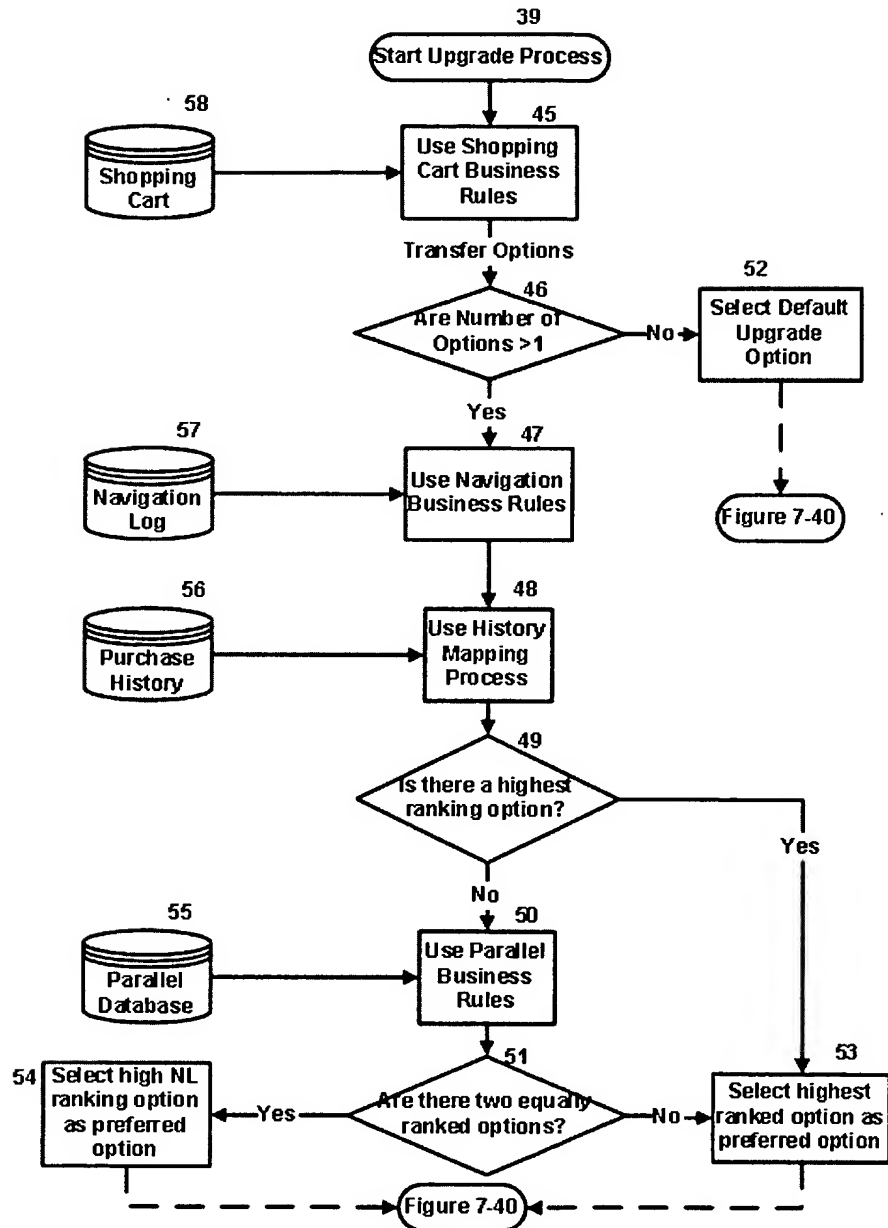 39
Start Upgrade Process
58
45
Shopping
Cart
Use Shopping
Cart Business
Rules
Transfer Options
46
Are Number of
Options >1
No
52
Select Default
Upgrade
Option
Yes
57
47
Navigation
Log
Use Navigation
Business Rules
Figure 7-40
56
48
Purchase
History
Use History
Mapping
Process
49
Is there a highest
ranking option?
Yes
No
55
50
Parallel
Database
Use Parallel
Business
Rules
51
Are there two equally
ranked options?
54
Select high NL
ranking option
as preferred
option
Yes
No
53
Select highest
ranked option as
preferred option
Figure 7-40